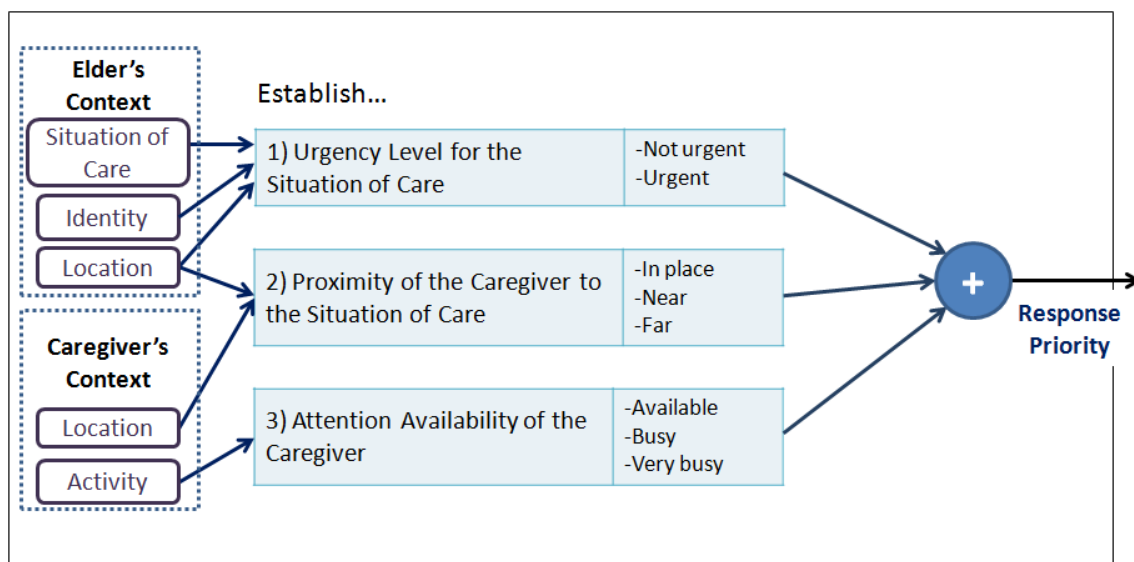 Elder's
Context
Situation of
Care
Identity
Location
Caregiver's
Context
Location
Activity
Establish...
1) Urgency Level for the
Situation of Care
-Not urgent
-Urgent
2) Proximity of the Caregiver to
the Situation of Care
-In place
-Near
-Far
3) Attention Availability of the
Caregiver
-Available
-Busy
-Very busy
+
Response
Priority